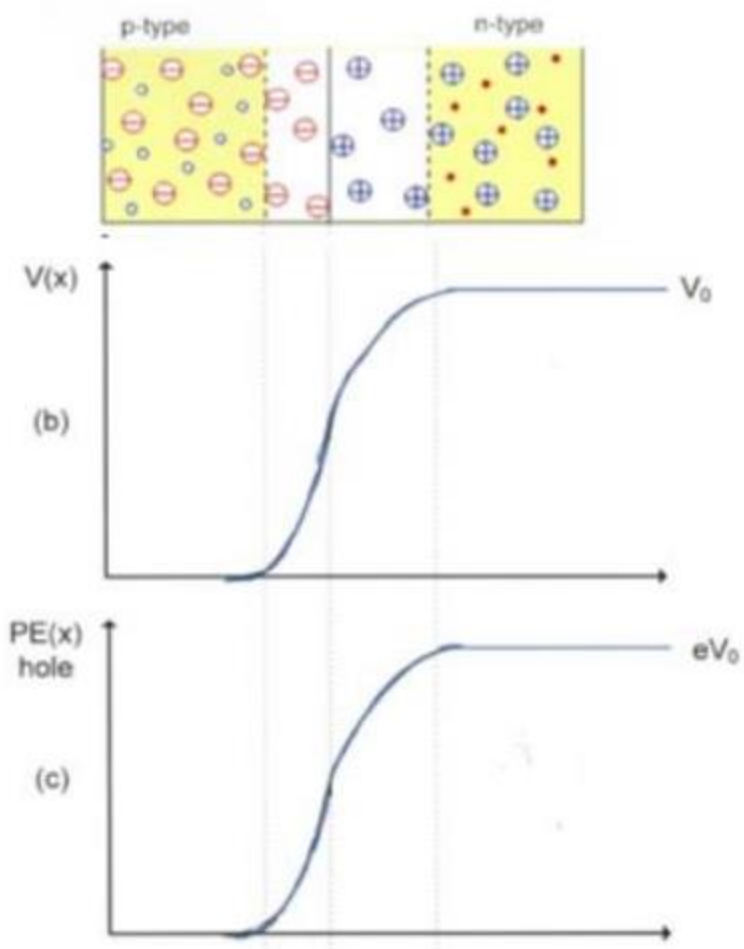 p-type n-type
V(x)
V₀
(b)
PE(x)
hole
eV₀
(c)